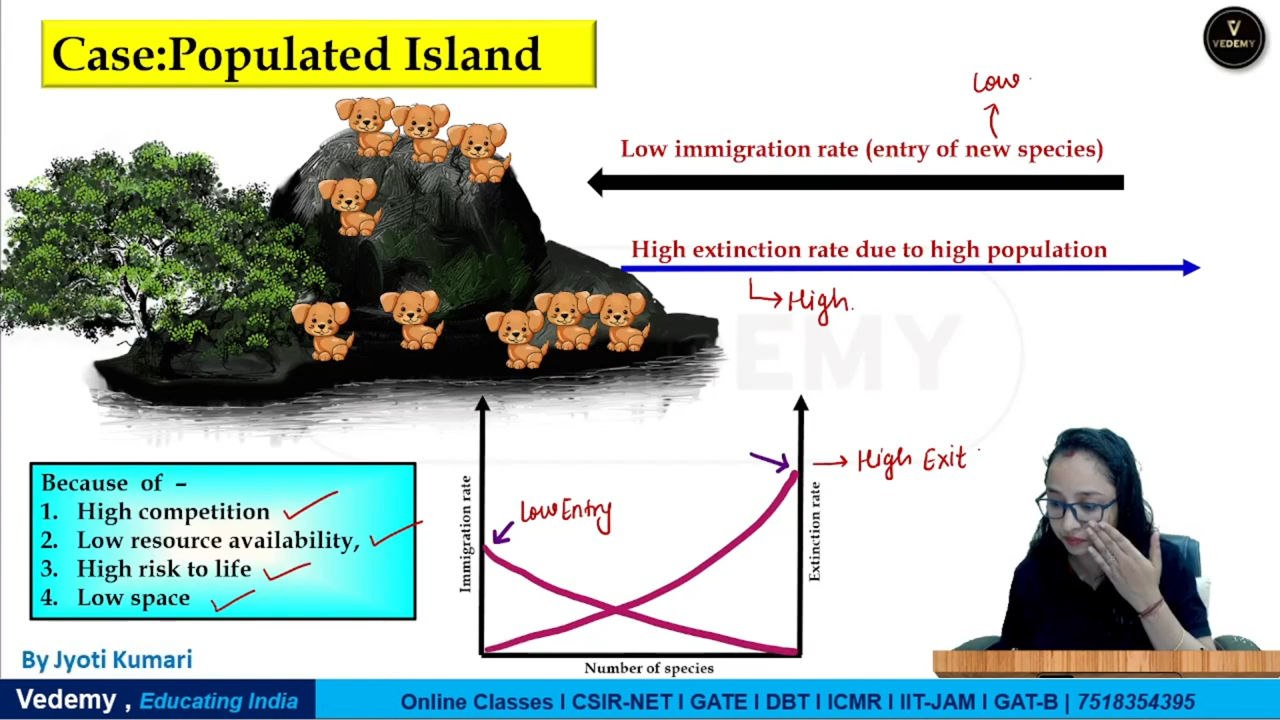 Case:Populated Island
VEDEMY
Low
Low immigration rate (entry of new species)
High extinction rate due to high population
High.
EMY
High Exit
Low Entry
Immigration rate
Extinction rate
Number of species
Because of –
1. High competition
2. Low resource availability,
3. High risk to life
4. Low space
By Jyoti Kumari
Vedemy , Educating India
Online Classes I CSIR-NET I GATE I DBT I ICMR I IIT-JAM I GAT-B | 7518354395